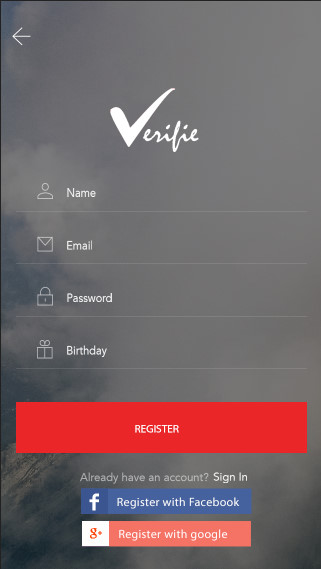 Verifie
Name
Email
Password
Birthday
REGISTER
Already have an account? Sign In
f Register with Facebook
g+ Register with google